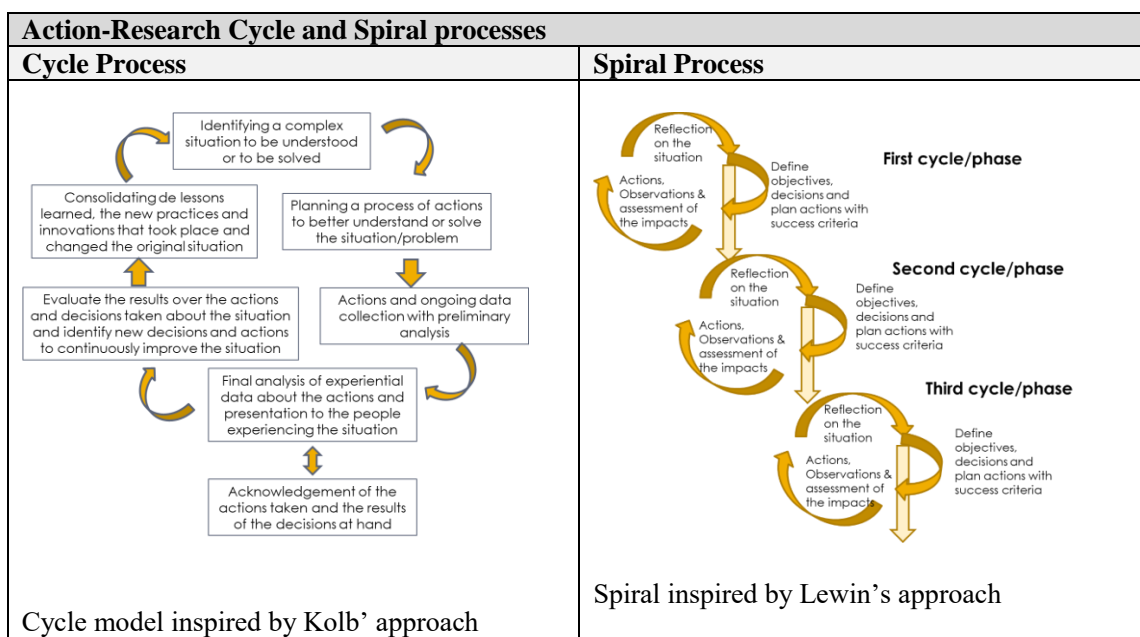 Action-Research Cycle and Spiral processes
Cycle Process
Spiral Process
Identifying a complex
situation to be understood
or to be solved
Planning a process of actions
to better understand or solve
the situation/problem
Actions and ongoing data
collection with preliminary
analysis
Final analysis of experiential
data about the actions and
presentation to the people
experiencing the situation
Acknowledgement of the
actions taken and the results
of the decisions at hand
Evaluate the results over the actions
and decisions taken about the situation
and identify new decisions and actions
to continuously improve the situation
Consolidating de lessons
learned, the new practices and
innovations that took place and
changed the original situation
Cycle model inspired by Kolb' approach
First cycle/phase
Reflection
on the
situation
Define
objectives,
decisions and
plan actions with
success criteria
Actions,
Observations &
assessment of
the impacts
Second cycle/phase
Reflection
on the
situation
Define
objectives,
decisions and
plan actions with
success criteria
Actions,
Observations &
assessment of
the impacts
Third cycle/phase
Reflection
on the
situation
Define
objectives,
decisions and
plan actions with
success criteria
Actions,
Observations &
assessment of
the impacts
Spiral inspired by Lewin's approach